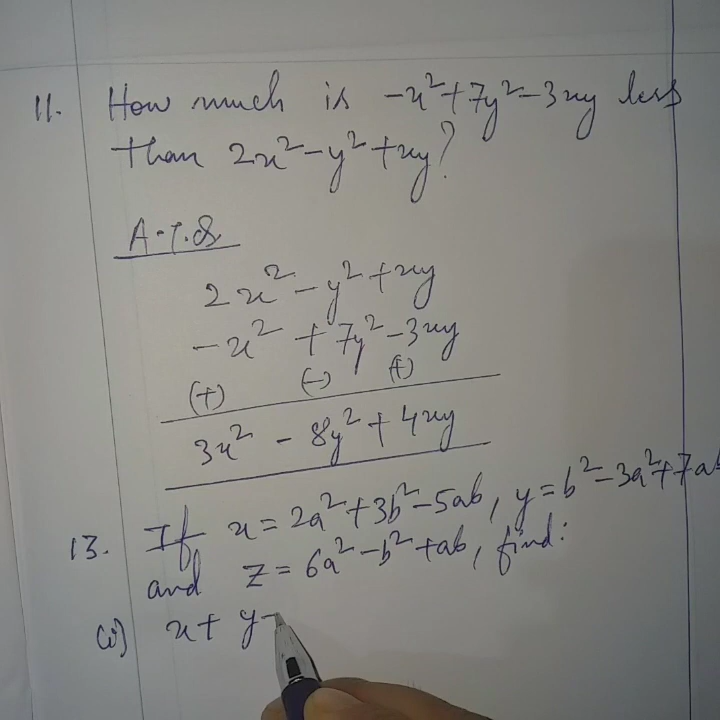 11. How much is -x²+7y²-3xy less
than 2x²-y²+xy?
A.T.Q
2x²-y²+xy
-x²+7y²-3xy
(+) (-) (+)
3x²-8y²+4xy
13. If x=2a²+3b²-5ab, y=b²-3a²+7ab
and z=6a²-b²+ab, find:
(i) x+y-